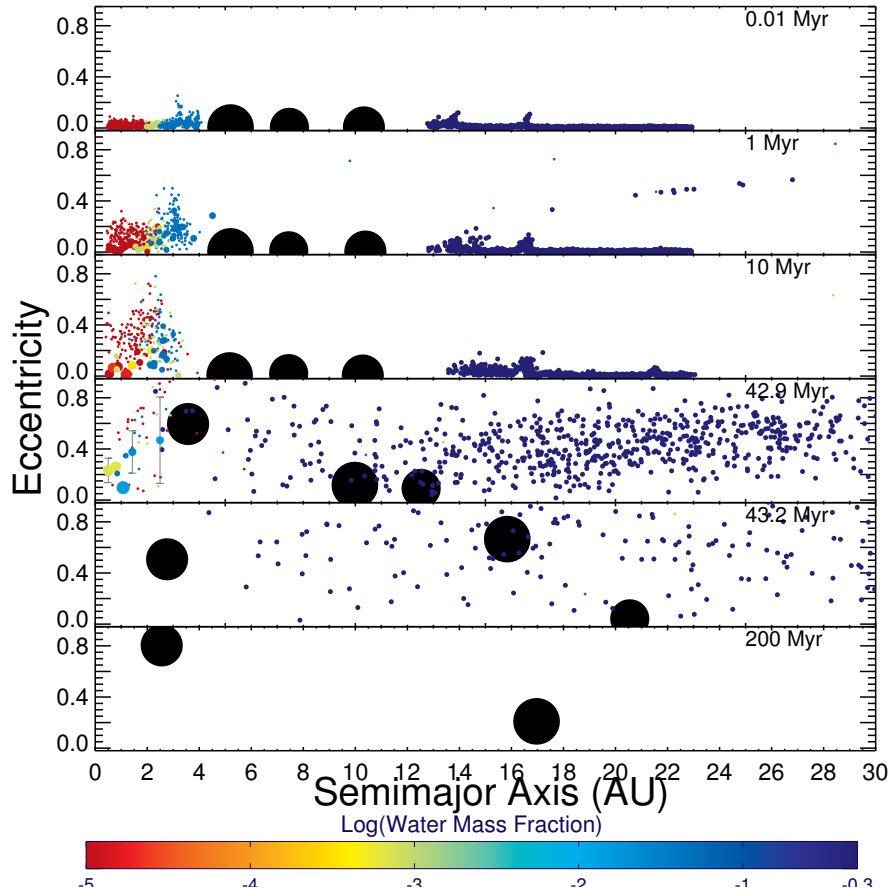 0.8
0.4
0.0
0.01 Myr
0.8
0.4
0.0
1 Myr
0.8
0.4
0.0
10 Myr
0.8
0.4
0.0
42.9 Myr
0.8
0.4
0.0
43.2 Myr
0.8
0.4
0.0
200 Myr
Eccentricity
0 2 4 6 8 10 12 14 16 18 20 22 24 26 28 30
Semimajor Axis (AU)
Log(Water Mass Fraction)
-5 -4 -3 -2 -1 -0.3